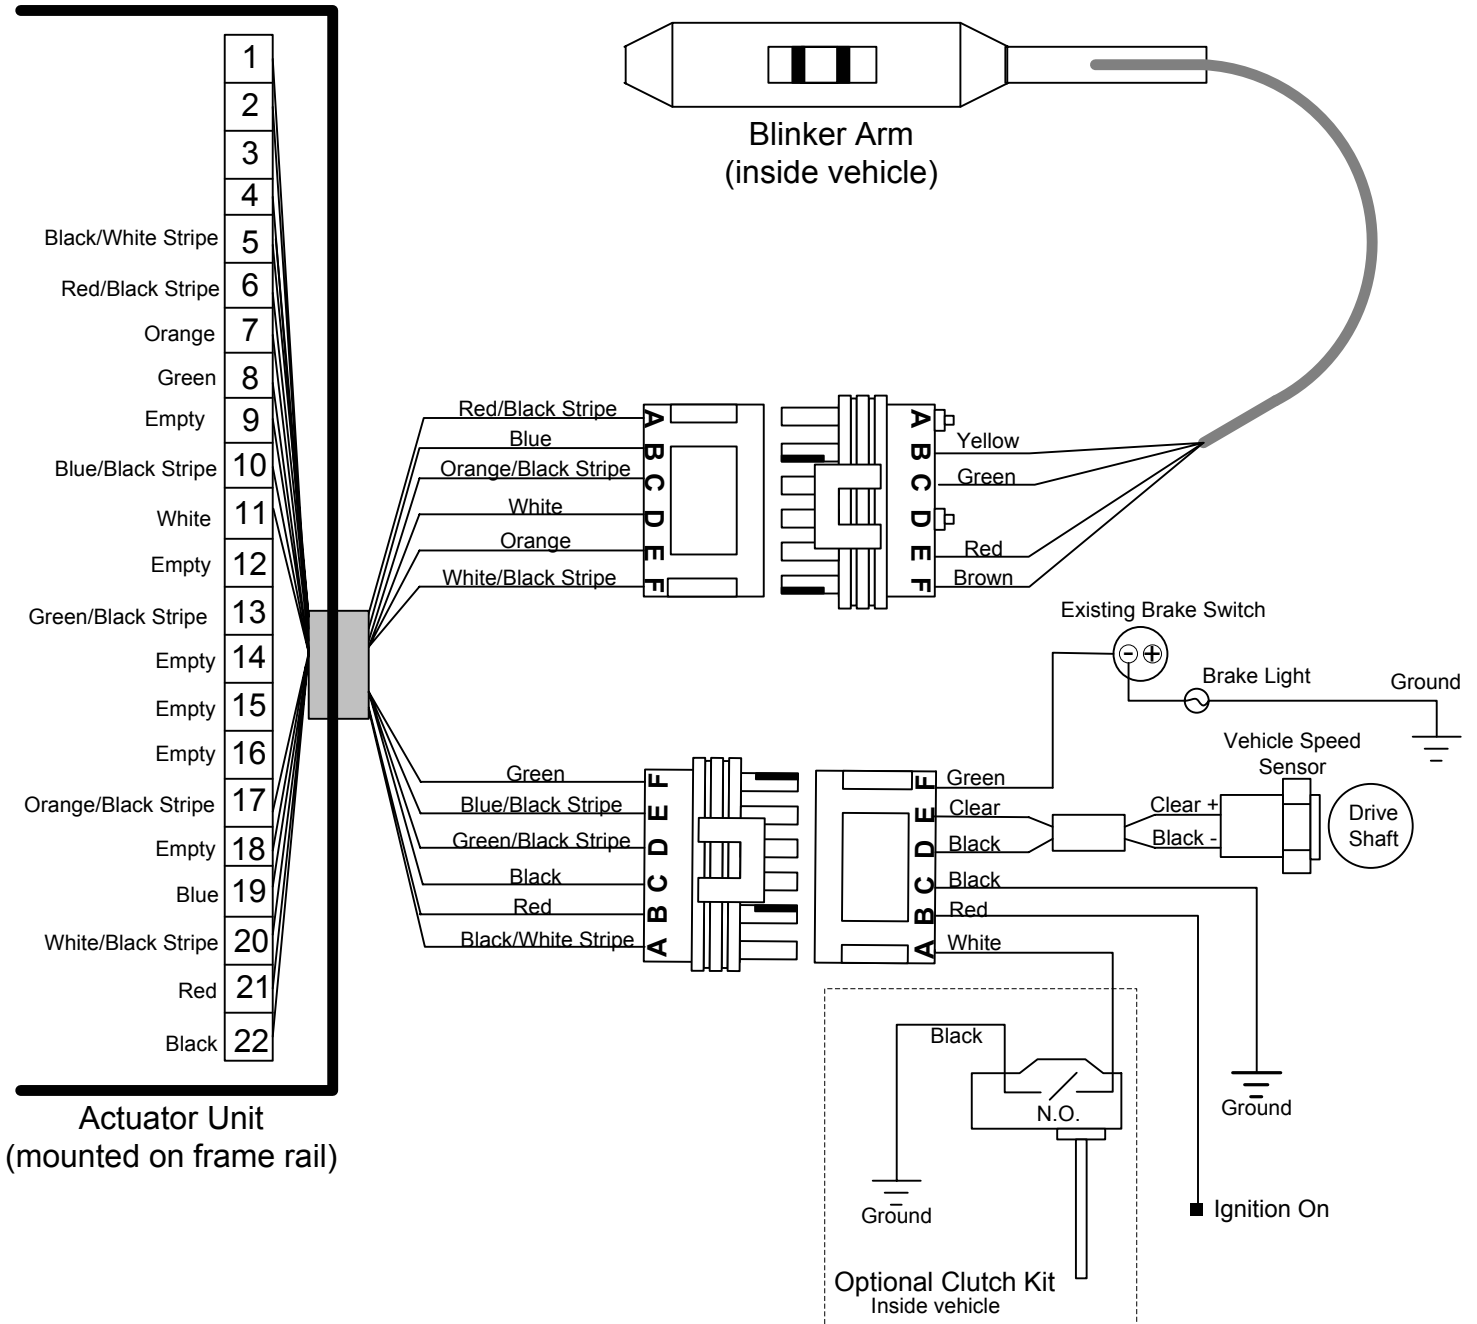 1
2
3
4
Black/White Stripe 5
Red/Black Stripe 6
Orange 7
Green 8
Empty 9
Blue/Black Stripe 10
White 11
Empty 12
Green/Black Stripe 13
Empty 14
Empty 15
Empty 16
Orange/Black Stripe 17
Empty 18
Blue 19
White/Black Stripe 20
Red 21
Black 22
Actuator Unit
(mounted on frame rail)
Blinker Arm
(inside vehicle)
Red/Black Stripe A
Blue B
Orange/Black Stripe C
White D
Orange E
White/Black Stripe F
A
B Yellow
C Green
D
E Red
F Brown
Existing Brake Switch
- +
Brake Light
Ground
Vehicle Speed
Sensor
Green F
Blue/Black Stripe E
Green/Black Stripe D
Black C
Red B
Black/White Stripe A
F Green
E Clear
D Black
C Black
B Red
A White
Clear +
Black -
Drive
Shaft
Black
N.O.
Ground
Ground
Ignition On
Optional Clutch Kit
Inside vehicle